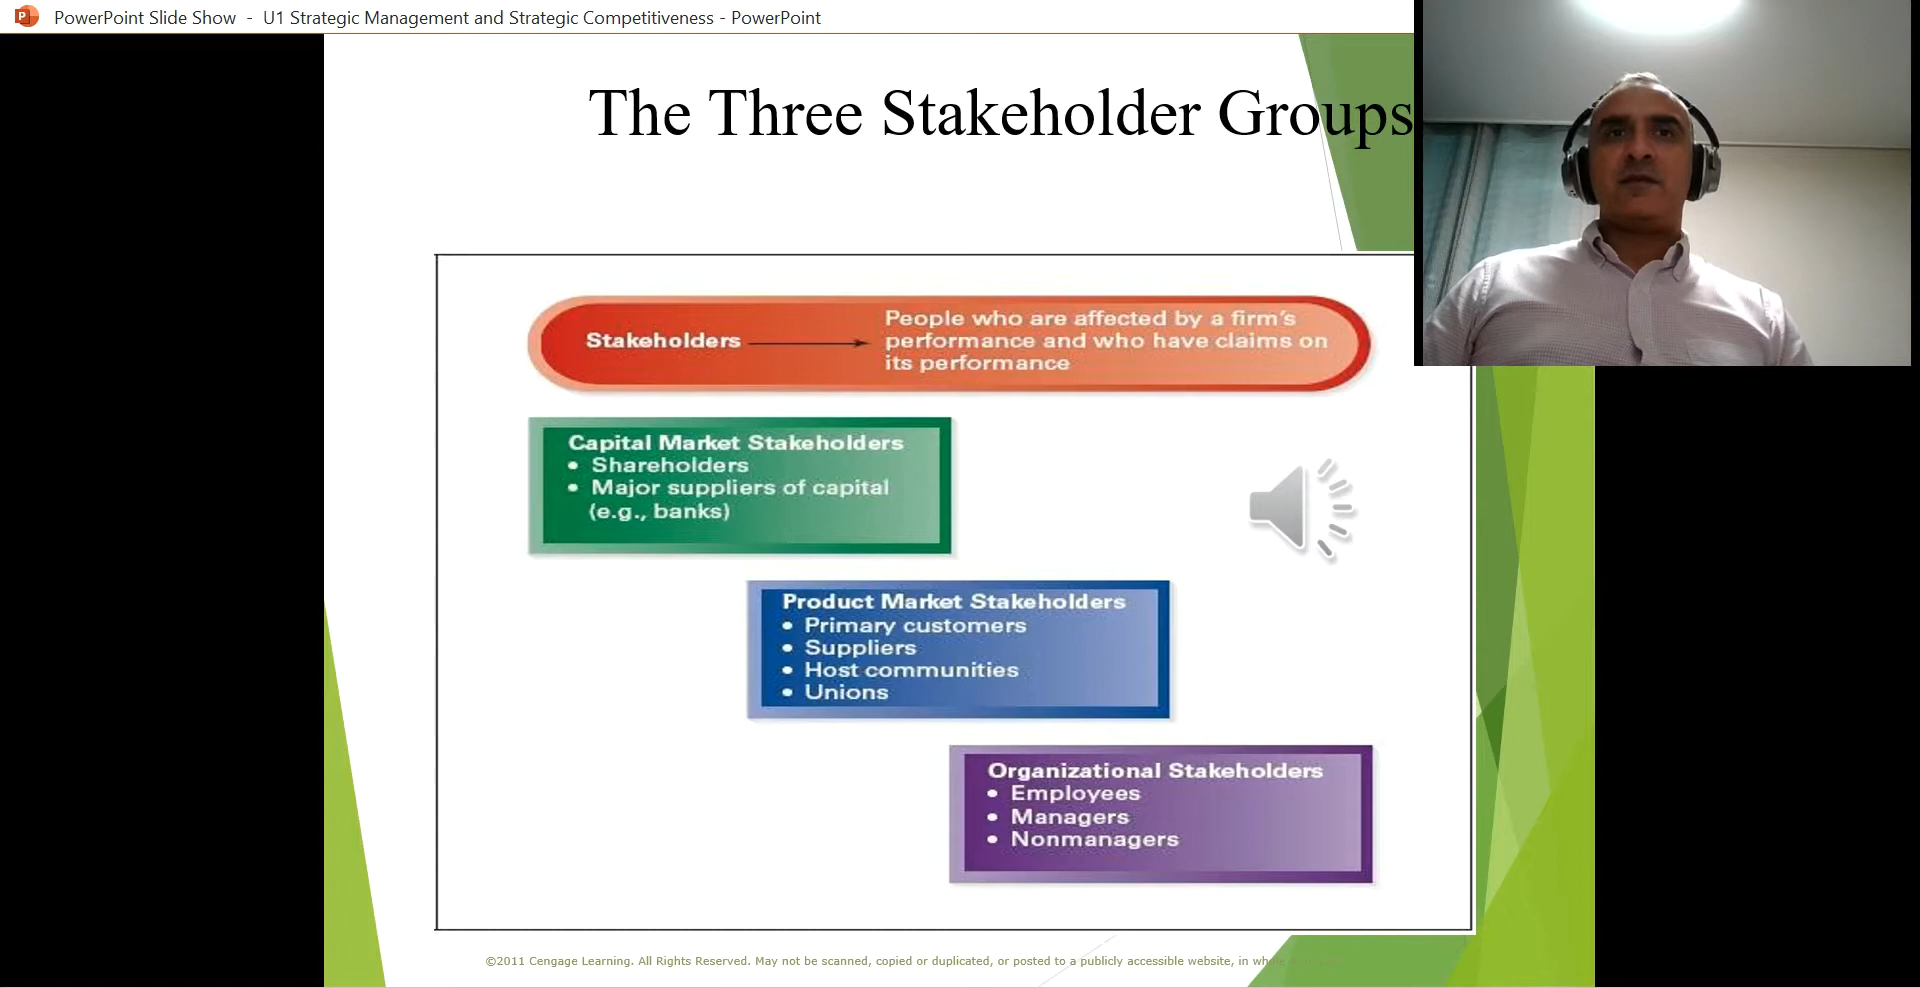 PowerPoint Slide Show - U1 Strategic Management and Strategic Competitiveness - PowerPoint
The Three Stakeholder Groups
Stakeholders
People who are affected by a firm's
performance and who have claims on
its performance
Capital Market Stakeholders
• Shareholders
• Major suppliers of capital
(e.g., banks)
Product Market Stakeholders
• Primary customers
• Suppliers
• Host communities
• Unions
Organizational Stakeholders
• Employees
• Managers
• Nonmanagers
©2011 Cengage Learning. All Rights Reserved. May not be scanned, copied or duplicated, or posted to a publicly accessible website, in whole